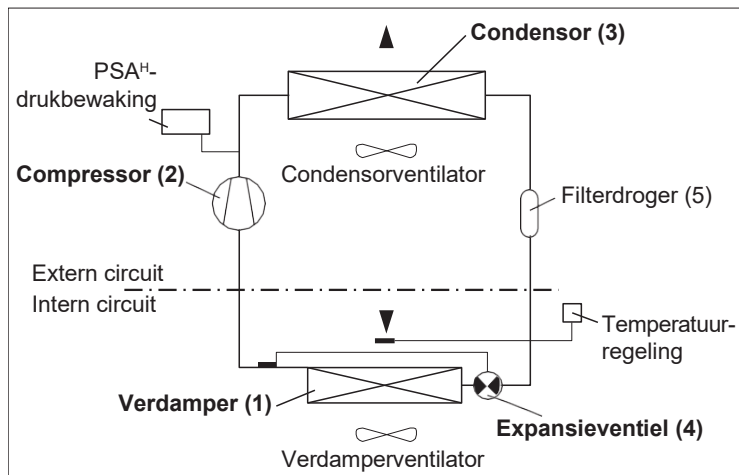 Condensor (3)
PSAᴴ-
drukbewaking
Compressor (2)
Condensorventilator
Filterdroger (5)
Extern circuit
Intern circuit
Temperatuur-
regeling
Verdamper (1)
Expansieventiel (4)
Verdamperventilator